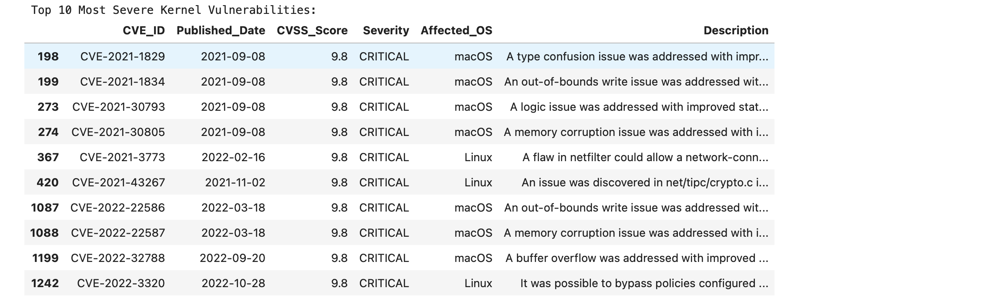 Top 10 Most Severe Kernel Vulnerabilities:
CVE_ID Published_Date CVSS_Score Severity Affected_OS Description
198 CVE-2021-1829 2021-09-08 9.8 CRITICAL macOS A type confusion issue was addressed with impr...
199 CVE-2021-1834 2021-09-08 9.8 CRITICAL macOS An out-of-bounds write issue was addressed wit...
273 CVE-2021-30793 2021-09-08 9.8 CRITICAL macOS A logic issue was addressed with improved stat...
274 CVE-2021-30805 2021-09-08 9.8 CRITICAL macOS A memory corruption issue was addressed with i...
367 CVE-2021-3773 2022-02-16 9.8 CRITICAL Linux A flaw in netfilter could allow a network-conn...
420 CVE-2021-43267 2021-11-02 9.8 CRITICAL Linux An issue was discovered in net/tipc/crypto.c i...
1087 CVE-2022-22586 2022-03-18 9.8 CRITICAL macOS An out-of-bounds write issue was addressed wit...
1088 CVE-2022-22587 2022-03-18 9.8 CRITICAL macOS A memory corruption issue was addressed with i...
1199 CVE-2022-32788 2022-09-20 9.8 CRITICAL macOS A buffer overflow was addressed with improved ...
1242 CVE-2022-3320 2022-10-28 9.8 CRITICAL Linux It was possible to bypass policies configured ...